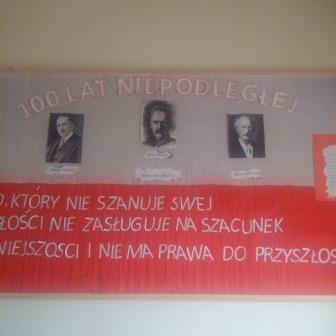 100 LAT NIEPODLEGŁEJ
D, KTÓRY NIE SZANUJE SWEJ
ŁOŚCI NIE ZASŁUGUJE NA SZACUNEK
NIEJSZOŚCI I NIE MA PRAWA DO PRZYSZŁOŚ